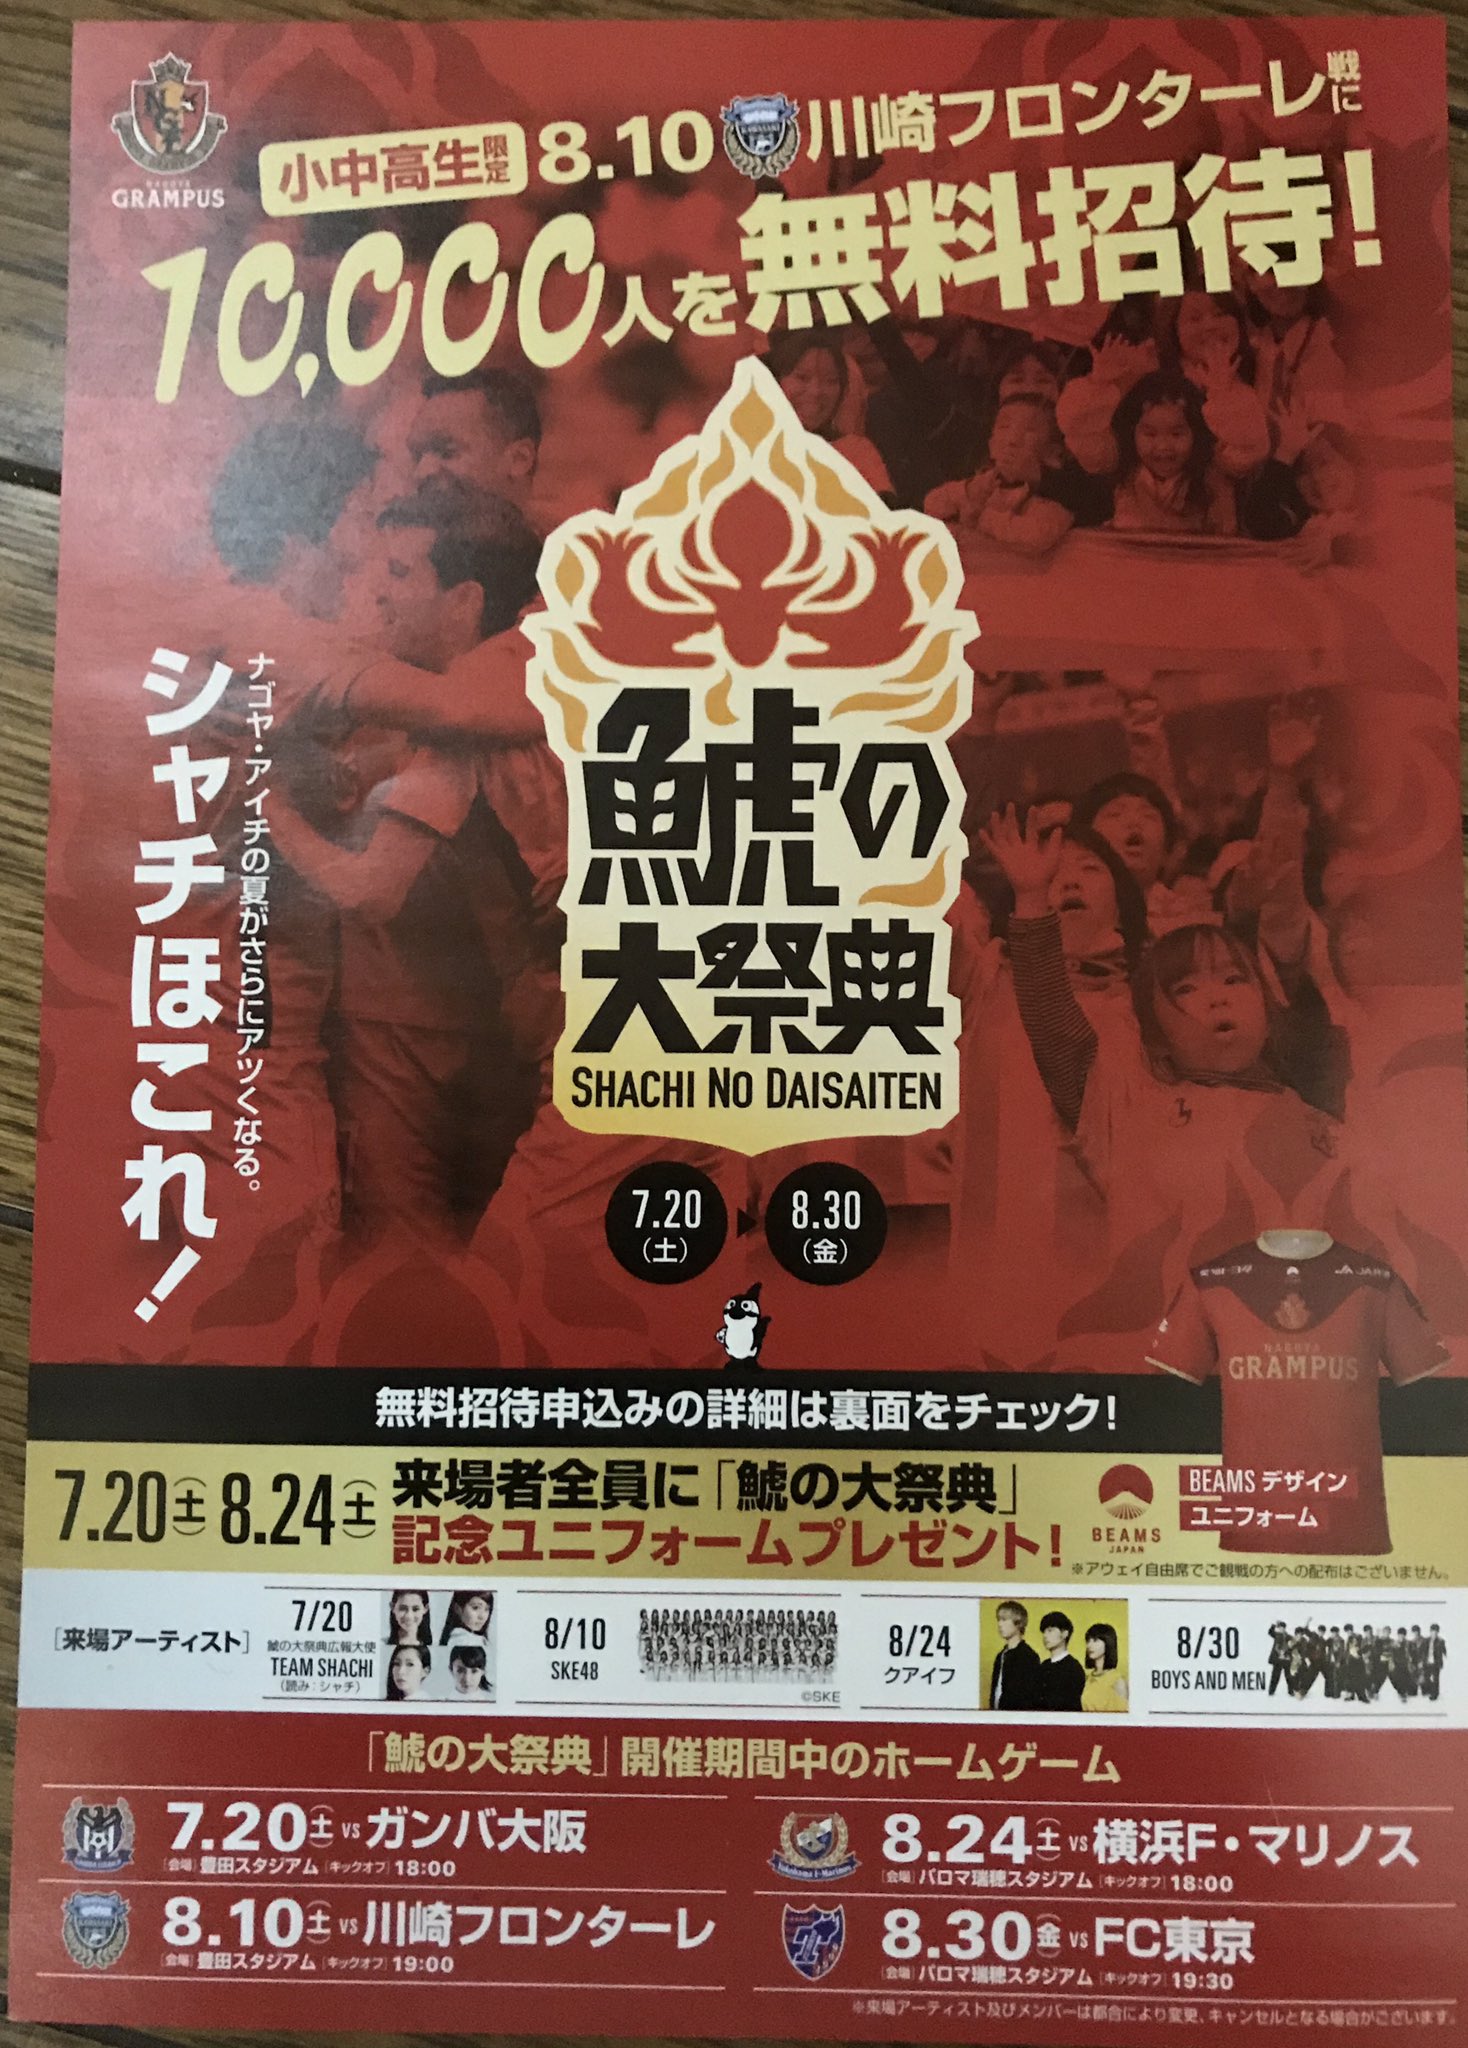 NAGOYA
GRAMPUS
小中高生限定 8.10 川崎フロンターレ戦に
10,000人を無料招待!
ナゴヤ・アイチの夏がさらにアツくなる。
シャチほこれ!
鯱の
大祭典
SHACHI NO DAISAITEN
7.20(土) ▶ 8.30(金)
NAGOYA
GRAMPUS
無料招待申込みの詳細は裏面をチェック!
7.20(土) 8.24(土) 来場者全員に「鯱の大祭典」
記念ユニフォームプレゼント!
BEAMS
JAPAN
BEAMS デザイン
ユニフォーム
※アウェイ自由席でご観戦の方への配布はございません。
[来場アーティスト]
7/20
鯱の大祭典広報大使
TEAM SHACHI
(読み:シャチ)
8/10
SKE48
©SKE
8/24
クアイフ
8/30
BOYS AND MEN
「鯱の大祭典」開催期間中のホームゲーム
7.20(土) VS ガンバ大阪
[会場] 豊田スタジアム [キックオフ] 18:00
8.10(土) VS 川崎フロンターレ
[会場] 豊田スタジアム [キックオフ] 19:00
8.24(土) VS 横浜F・マリノス
[会場] パロマ瑞穂スタジアム [キックオフ] 18:00
8.30(金) VS FC東京
[会場] パロマ瑞穂スタジアム [キックオフ] 19:30
※来場アーティスト及びメンバーは都合により変更、キャンセルとなる場合がございます。